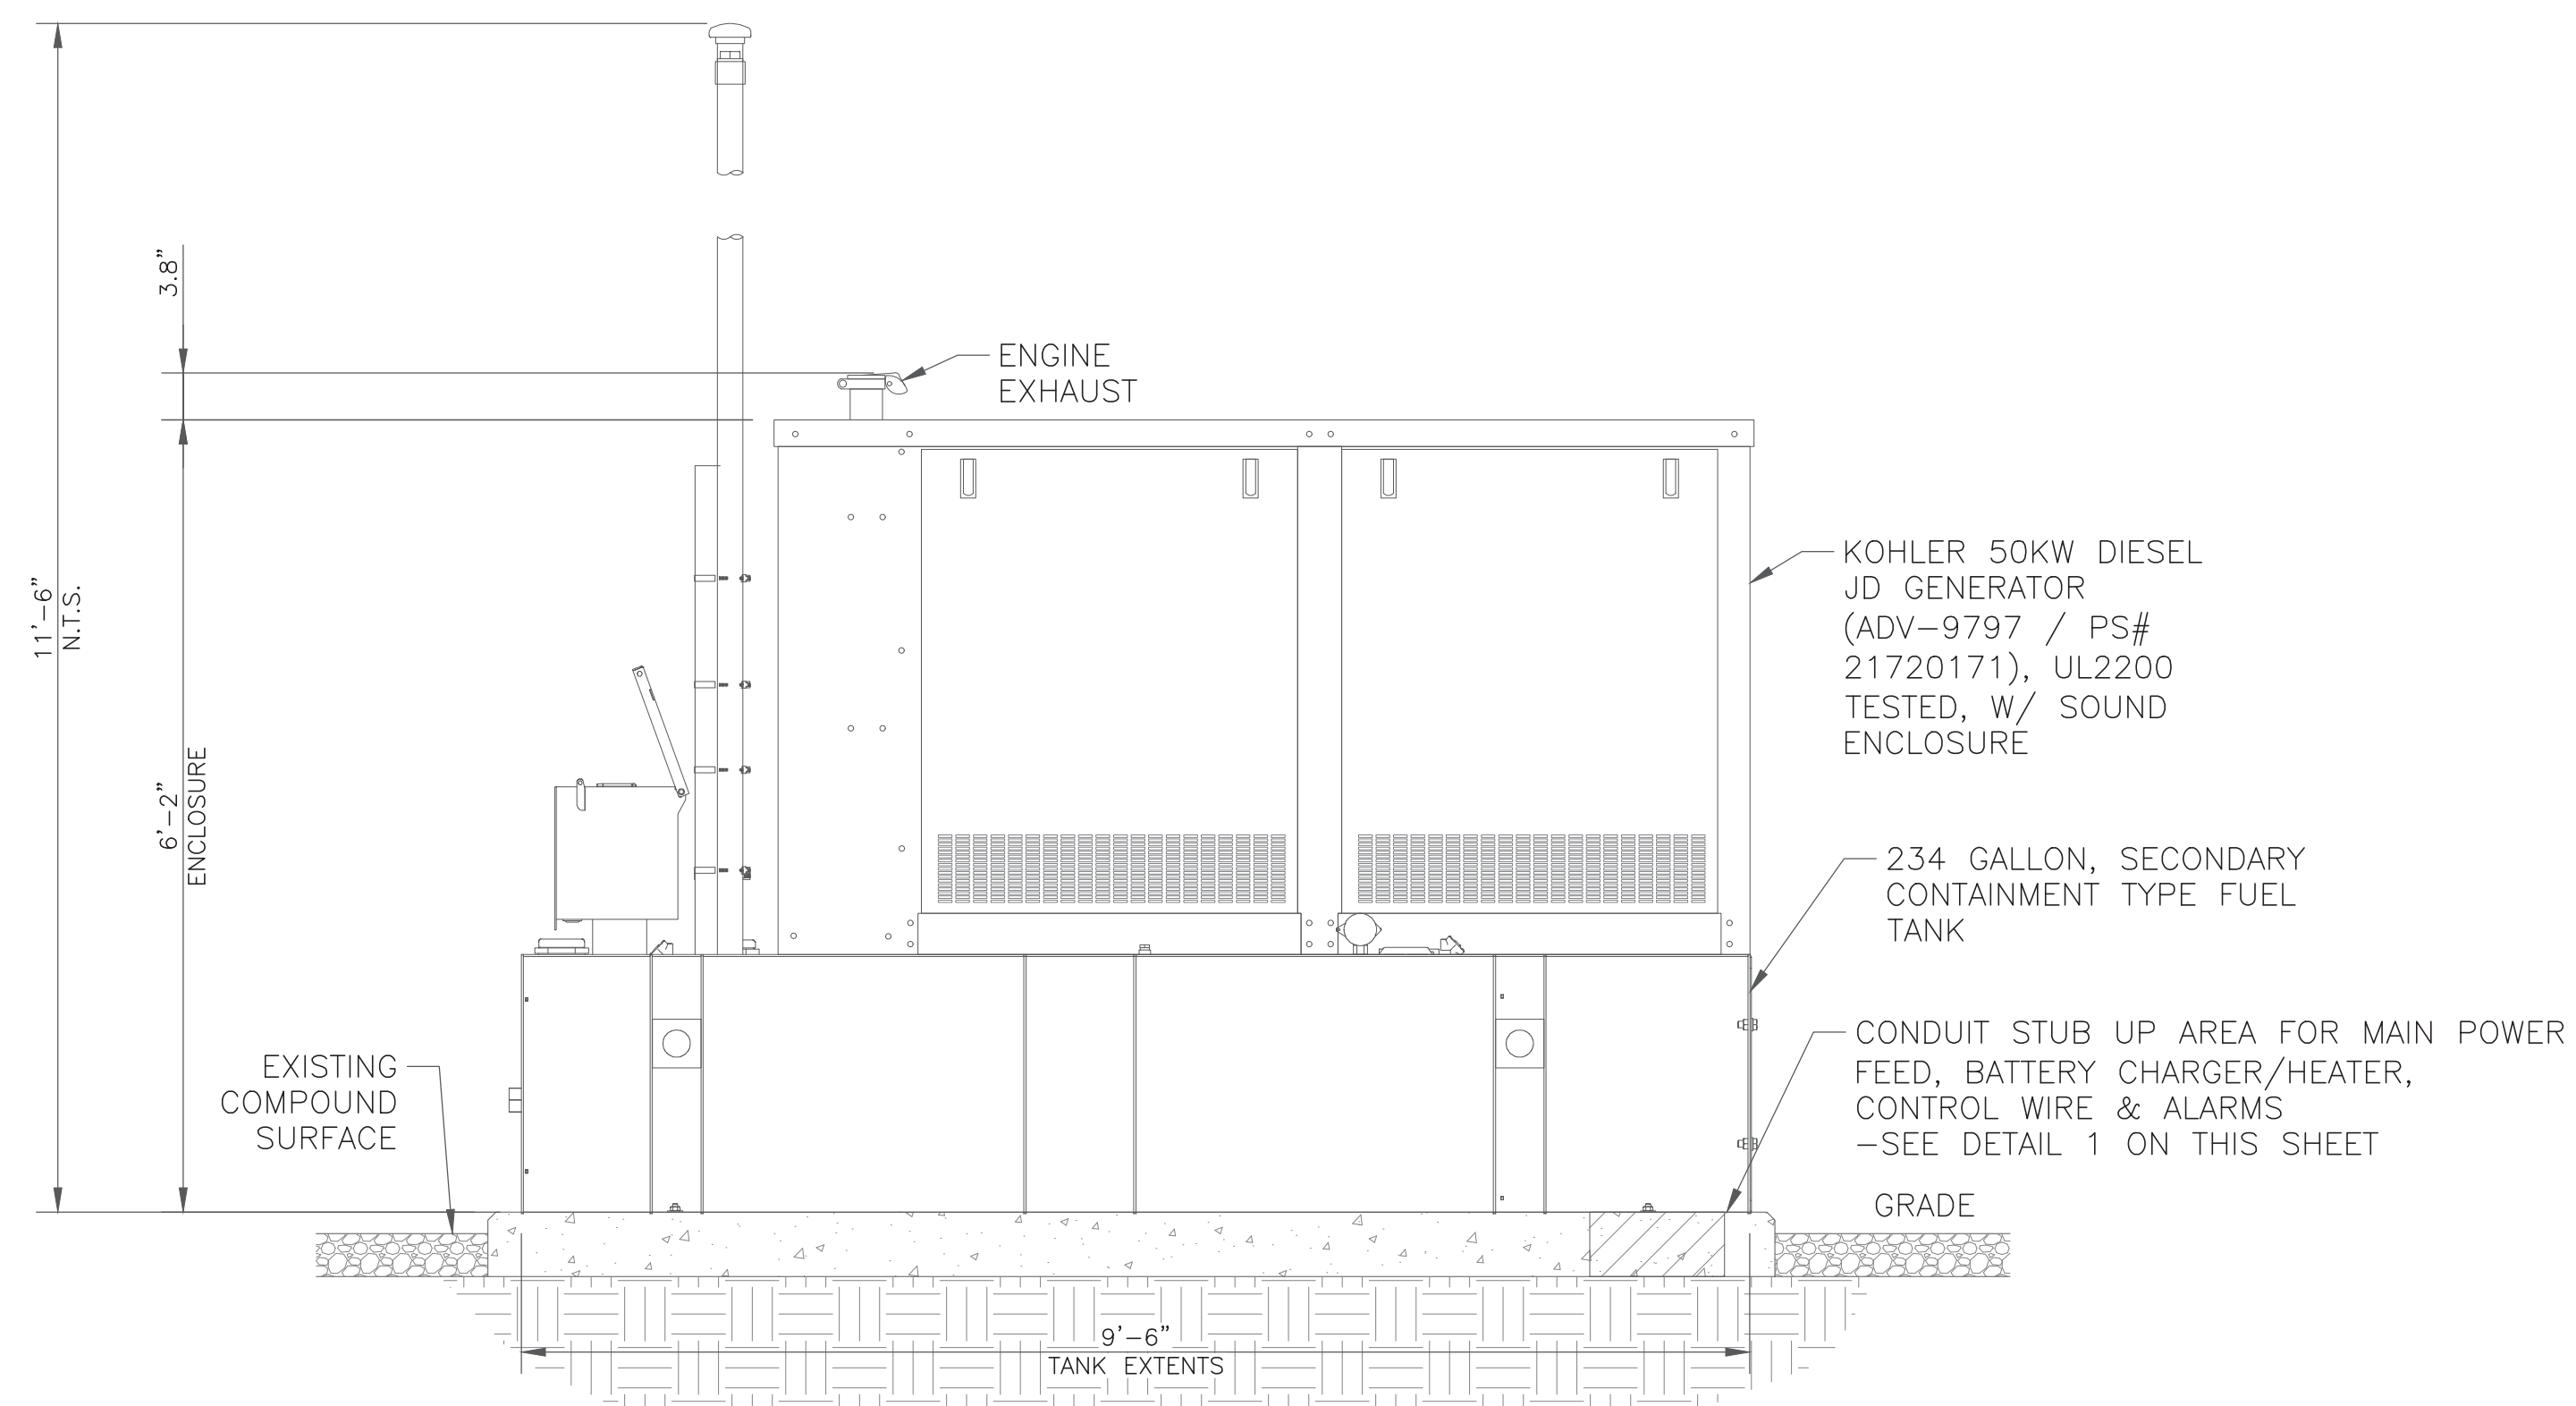 3.8"
ENGINE
EXHAUST
11'-6"
N.T.S.
6'-2"
ENCLOSURE
KOHLER 50KW DIESEL
JD GENERATOR
(ADV-9797 / PS#
21720171), UL2200
TESTED, W/ SOUND
ENCLOSURE
234 GALLON, SECONDARY
CONTAINMENT TYPE FUEL
TANK
EXISTING
COMPOUND
SURFACE
CONDUIT STUB UP AREA FOR MAIN POWER
FEED, BATTERY CHARGER/HEATER,
CONTROL WIRE & ALARMS
-SEE DETAIL 1 ON THIS SHEET
GRADE
9'-6"
TANK EXTENTS